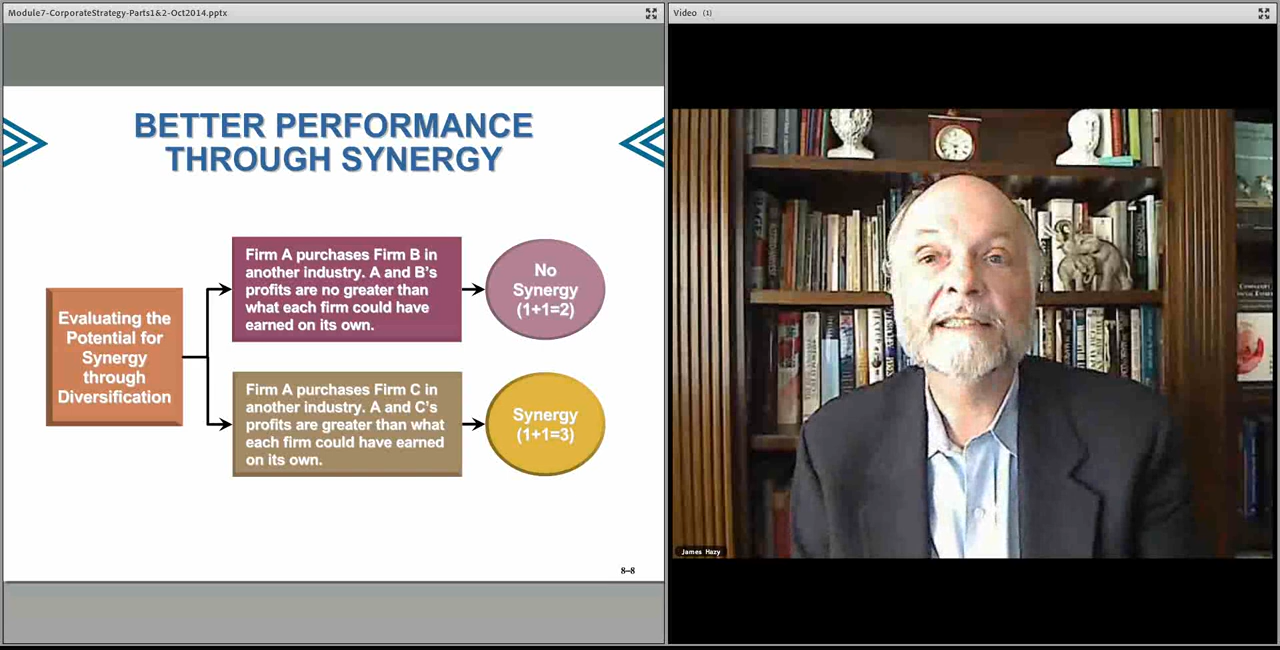 Module7-CorporateStrategy-Parts1&2-Oct2014.pptx
Video (1)
BETTER PERFORMANCE
THROUGH SYNERGY
Evaluating the
Potential for
Synergy
through
Diversification
Firm A purchases Firm B in
another industry. A and B's
profits are no greater than
what each firm could have
earned on its own.
No
Synergy
(1+1=2)
Firm A purchases Firm C in
another industry. A and C's
profits are greater than what
each firm could have earned
on its own.
Synergy
(1+1=3)
8–8
James Hazy